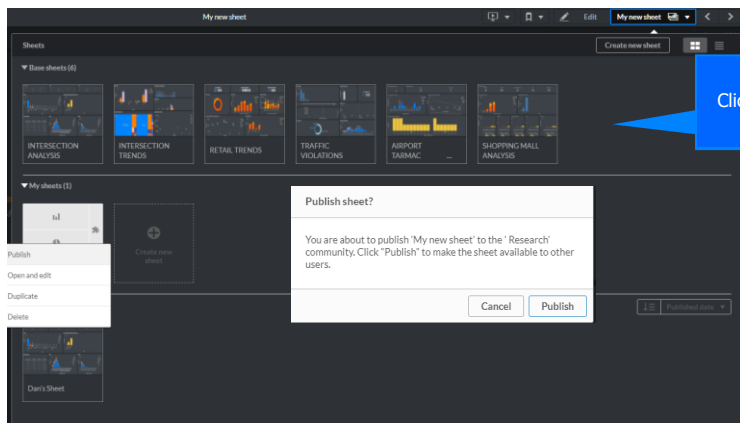 My new sheet
Edit
My new sheet
Sheets
Create new sheet
Base sheets (6)
INTERSECTION
ANALYSIS
INTERSECTION
TRENDS
RETAIL TRENDS
TRAFFIC
VIOLATIONS
AIRPORT
TARMAC ...
SHOPPING MALL
ANALYSIS
Clic
My sheets (1)
Create new
sheet
Publish
Open and edit
Duplicate
Delete
Publish sheet?
You are about to publish 'My new sheet' to the ' Research'
community. Click "Publish" to make the sheet available to other
users.
Cancel
Publish
Published date
Dan's Sheet